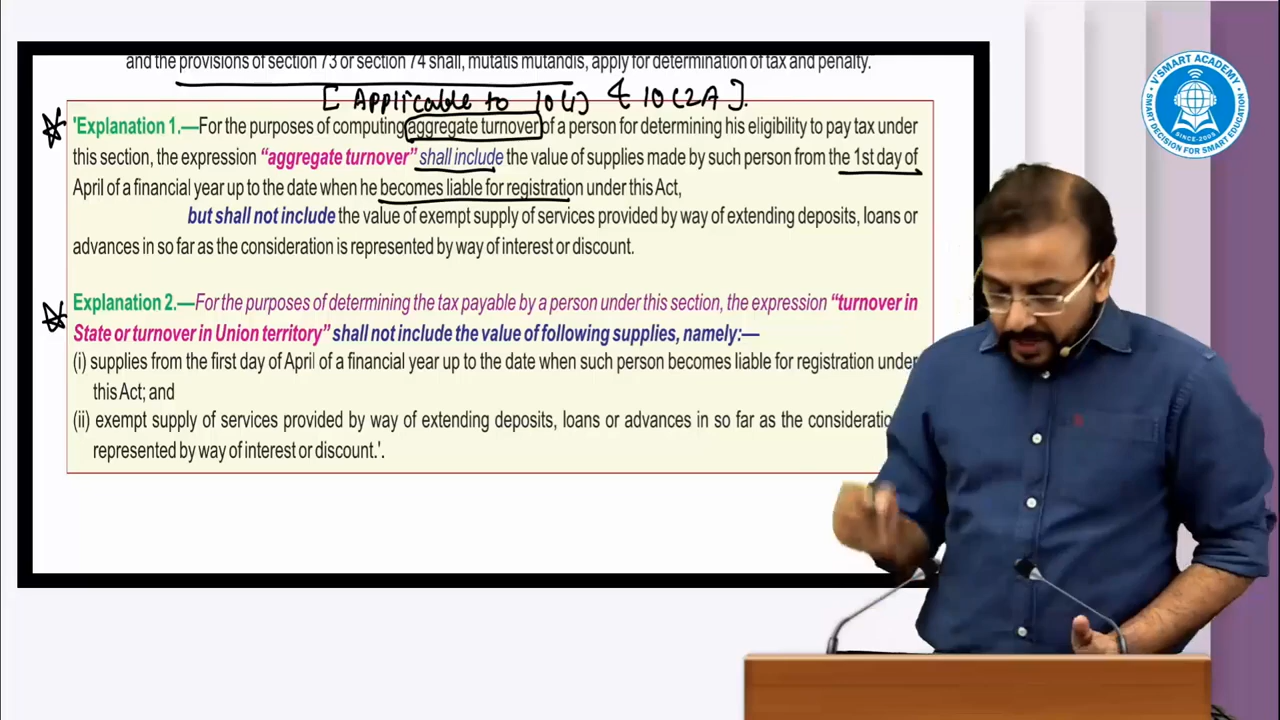 and the provisions of section 73 or section 74 shall, mutatis mutandis, apply for determination of tax and penalty.
[ Applicable to 10(1) & 10(2A ].
'Explanation 1.—For the purposes of computing aggregate turnover of a person for determining his eligibility to pay tax under
this section, the expression “aggregate turnover” shall include the value of supplies made by such person from the 1st day of
April of a financial year up to the date when he becomes liable for registration under this Act,
but shall not include the value of exempt supply of services provided by way of extending deposits, loans or
advances in so far as the consideration is represented by way of interest or discount.
Explanation 2.—For the purposes of determining the tax payable by a person under this section, the expression “turnover in
State or turnover in Union territory” shall not include the value of following supplies, namely:—
(i) supplies from the first day of April of a financial year up to the date when such person becomes liable for registration under
this Act; and
(ii) exempt supply of services provided by way of extending deposits, loans or advances in so far as the
represented by way of interest or discount.'.
V'SMART ACADEMY
SINCE-2005
SMART DECISION FOR SMART EDUCATION